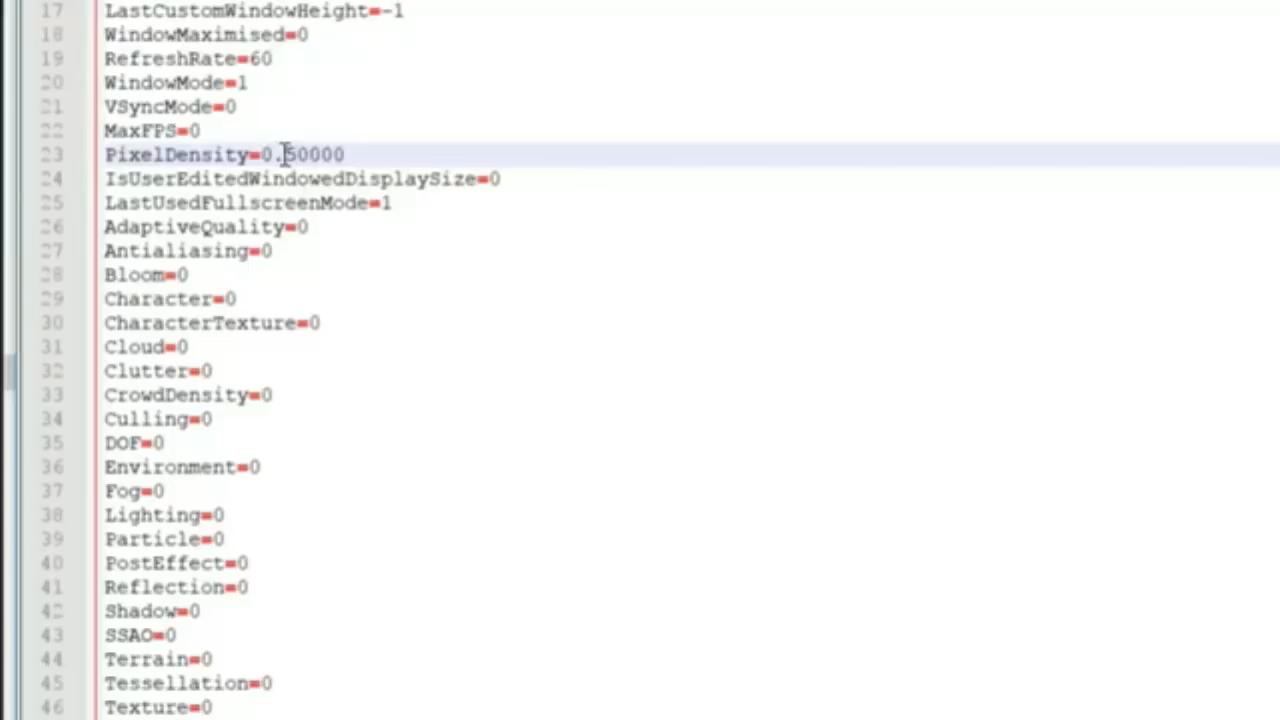 17 LastCustomWindowHeight=-1
18 WindowMaximised=0
19 RefreshRate=60
20 WindowMode=1
21 VSyncMode=0
22 MaxFPS=0
23 PixelDensity=0.50000
24 IsUserEditedWindowedDisplaySize=0
25 LastUsedFullscreenMode=1
26 AdaptiveQuality=0
27 Antialiasing=0
28 Bloom=0
29 Character=0
30 CharacterTexture=0
31 Cloud=0
32 Clutter=0
33 CrowdDensity=0
34 Culling=0
35 DOF=0
36 Environment=0
37 Fog=0
38 Lighting=0
39 Particle=0
40 PostEffect=0
41 Reflection=0
42 Shadow=0
43 SSAO=0
44 Terrain=0
45 Tessellation=0
46 Texture=0